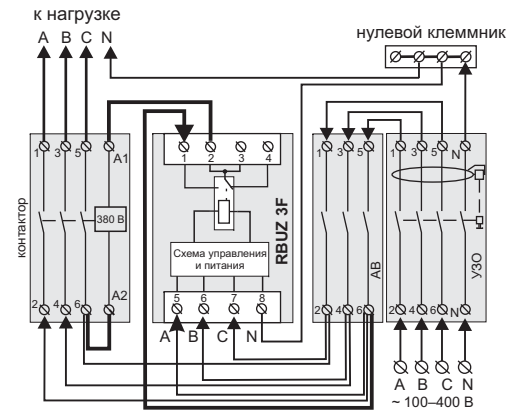 к нагрузке
A B C N
нулевой клеммник
1 3 5 A1
1 2 3 4
1 3 5
1 3 5 N
контактор
380 В
RBUZ 3F
Схема управления
и питания
АВ
УЗО
2 4 6 A2
5 6 7 8
2 4 6
2 4 6 N
A B C N
A B C N
~ 100–400 В